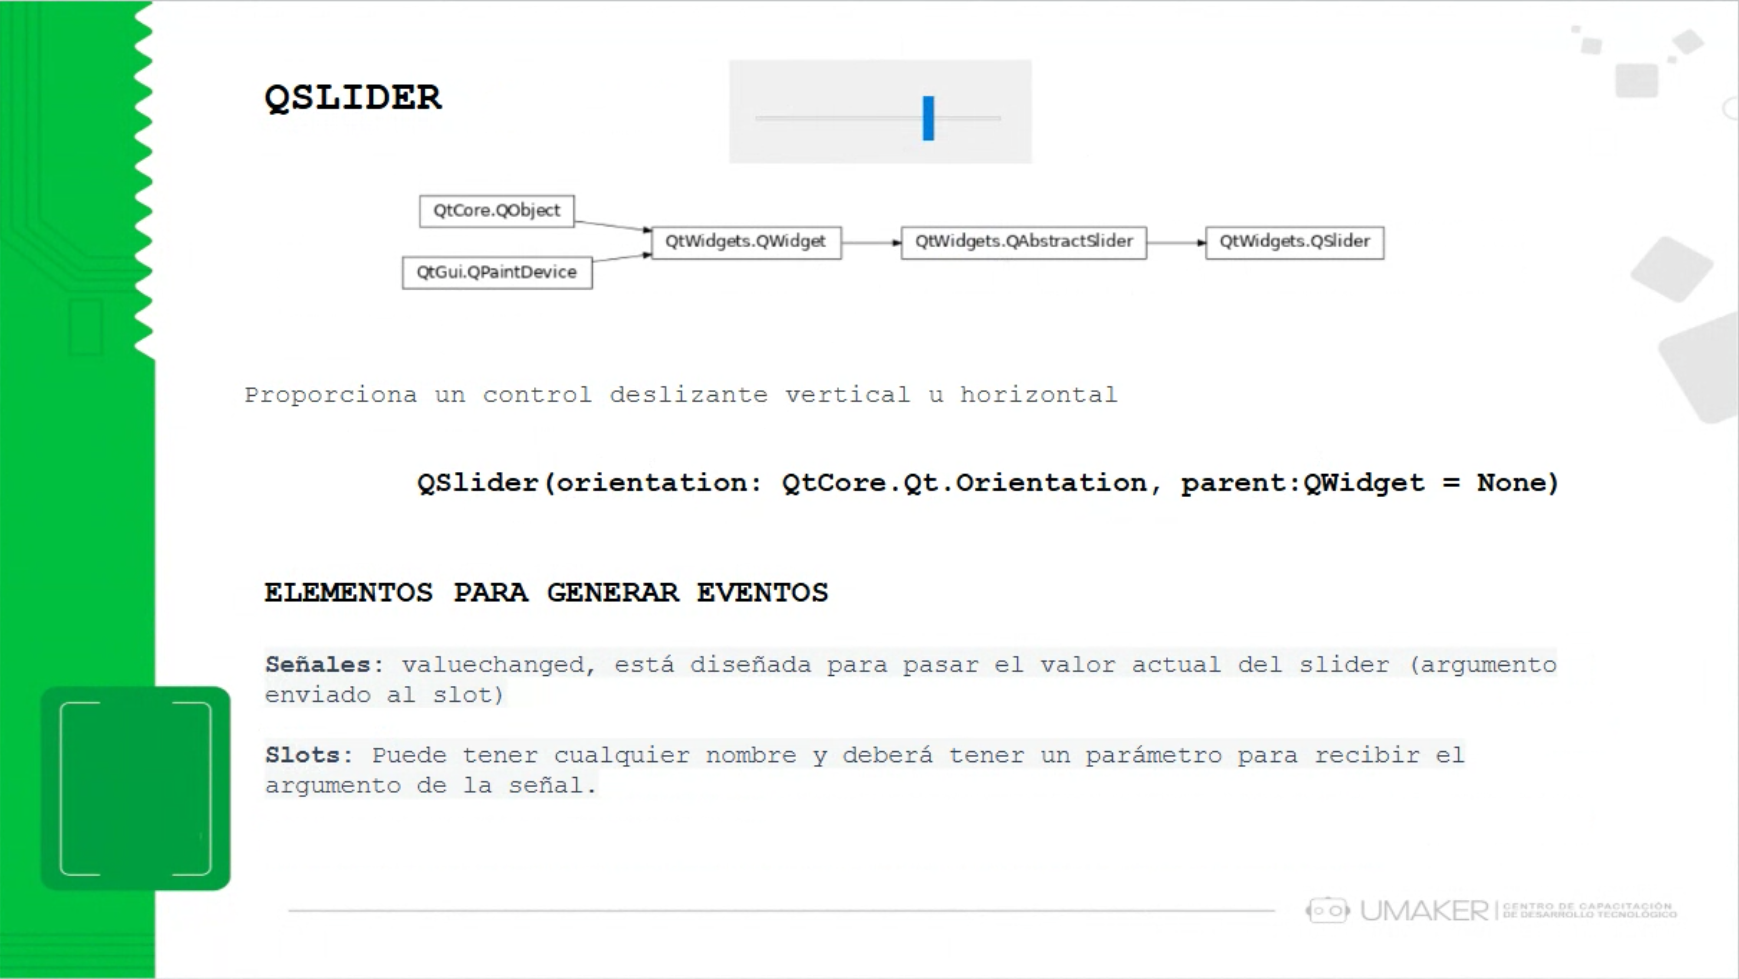 QSLIDER
QtCore.QObject
QtGui.QPaintDevice
QtWidgets.QWidget
QtWidgets.QAbstractSlider
QtWidgets.QSlider
Proporciona un control deslizante vertical u horizontal
QSlider(orientation: QtCore.Qt.Orientation, parent:QWidget = None)
ELEMENTOS PARA GENERAR EVENTOS
Señales: valuechanged, está diseñada para pasar el valor actual del slider (argumento
enviado al slot)
Slots: Puede tener cualquier nombre y deberá tener un parámetro para recibir el
argumento de la señal.
UMAKER
CENTRO DE CAPACITACIÓN
DE DESARROLLO TECNOLÓGICO